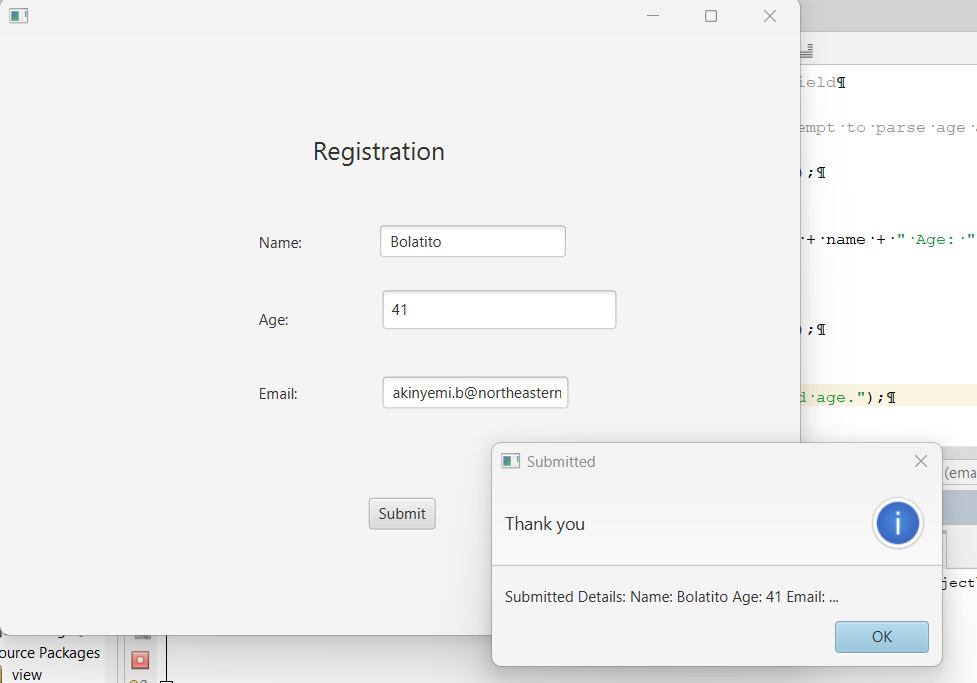 ield¶
empt·to·parse·age·
Registration
);¶
Name:
Bolatito
+·name·+·"·Age:·"
Age:
41
);¶
Email:
akinyemi.b@northeastern
d·age.");¶
Submitted
(ema
Submit
Thank you
ject
Submitted Details: Name: Bolatito Age: 41 Email: ...
OK
ource Packages
view